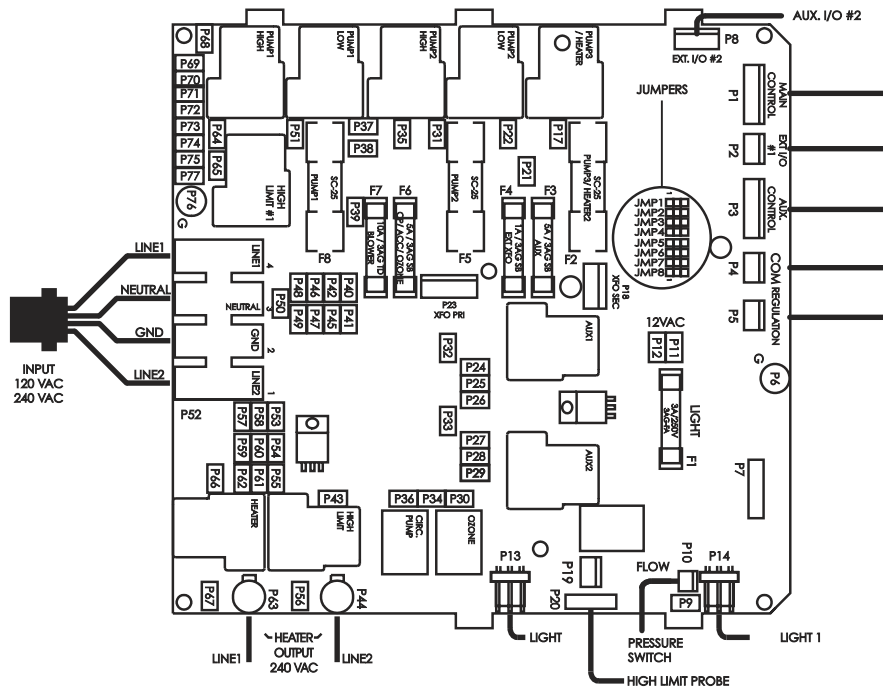 AUX. I/O #2
P8
EXT. I/O #2
P68
PUMP1
HIGH
PUMP1
LOW
PUMP2
HIGH
PUMP2
LOW
PUMP3
/ HEATER
JUMPERS
P69
P70
P71
P72
P73
P74
P75
P77
P76
G
P64
P65
HIGH
LIMIT #1
P51
P37
P38
P35
P31
P22
P17
P21
PUMP1
SC-25
F8
P39
F7
10A / 3AG TD
BLOWER
F6
5A / 3AG SB
CP/ ACC/ OZONE
PUMP2
SC-25
F5
F4
1A / 3AG SB
EXT XFO
F3
5A / 3AG SB
AUX
SC-25
PUMP3/ HEATER2
F2
1
JMP1
JMP2
JMP3
JMP4
JMP5
JMP6
JMP7
JMP8
1
P1
MAIN
CONTROL
P2
EXT I/O
#1
P3
AUX.
CONTROL
P4
COM
P5
REGULATION
G
P6
LINE1
NEUTRAL
GND
LINE2
INPUT
120 VAC
240 VAC
LINE1
4
NEUTRAL
3
GND
2
LINE2
1
P52
P50
P48
P46
P42
P40
P49
P47
P45
P41
P23
XFO PRI
P18
XFO SEC
AUX1
12VAC
P12
P11
P32
P24
P25
P26
P33
P27
P28
P29
3A/250V
3AG-FA
LIGHT
F1
P57
P58
P53
P59
P60
P54
P62
P61
P55
P66
P43
P36
P34
P30
AUX2
P7
HEATER
HIGH
LIMIT
CIRC.
PUMP
OZONE
P13
P19
P20
FLOW
P10
P14
P9
P67
P63
P56
P44
LINE1
HEATER
OUTPUT
240 VAC
LINE2
LIGHT
PRESSURE
SWITCH
LIGHT 1
HIGH LIMIT PROBE